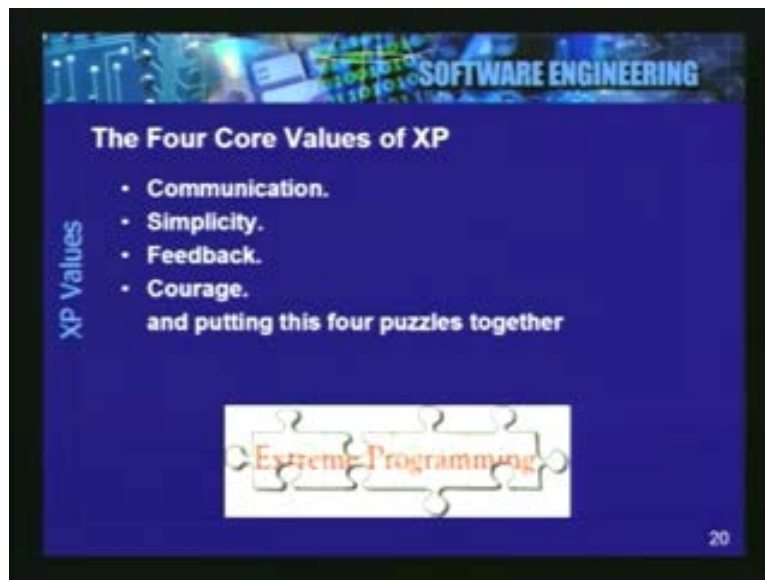 SOFTWARE ENGINEERING
The Four Core Values of XP
XP Values
• Communication.
• Simplicity.
• Feedback.
• Courage.
and putting this four puzzles together
Extreme Programming
20